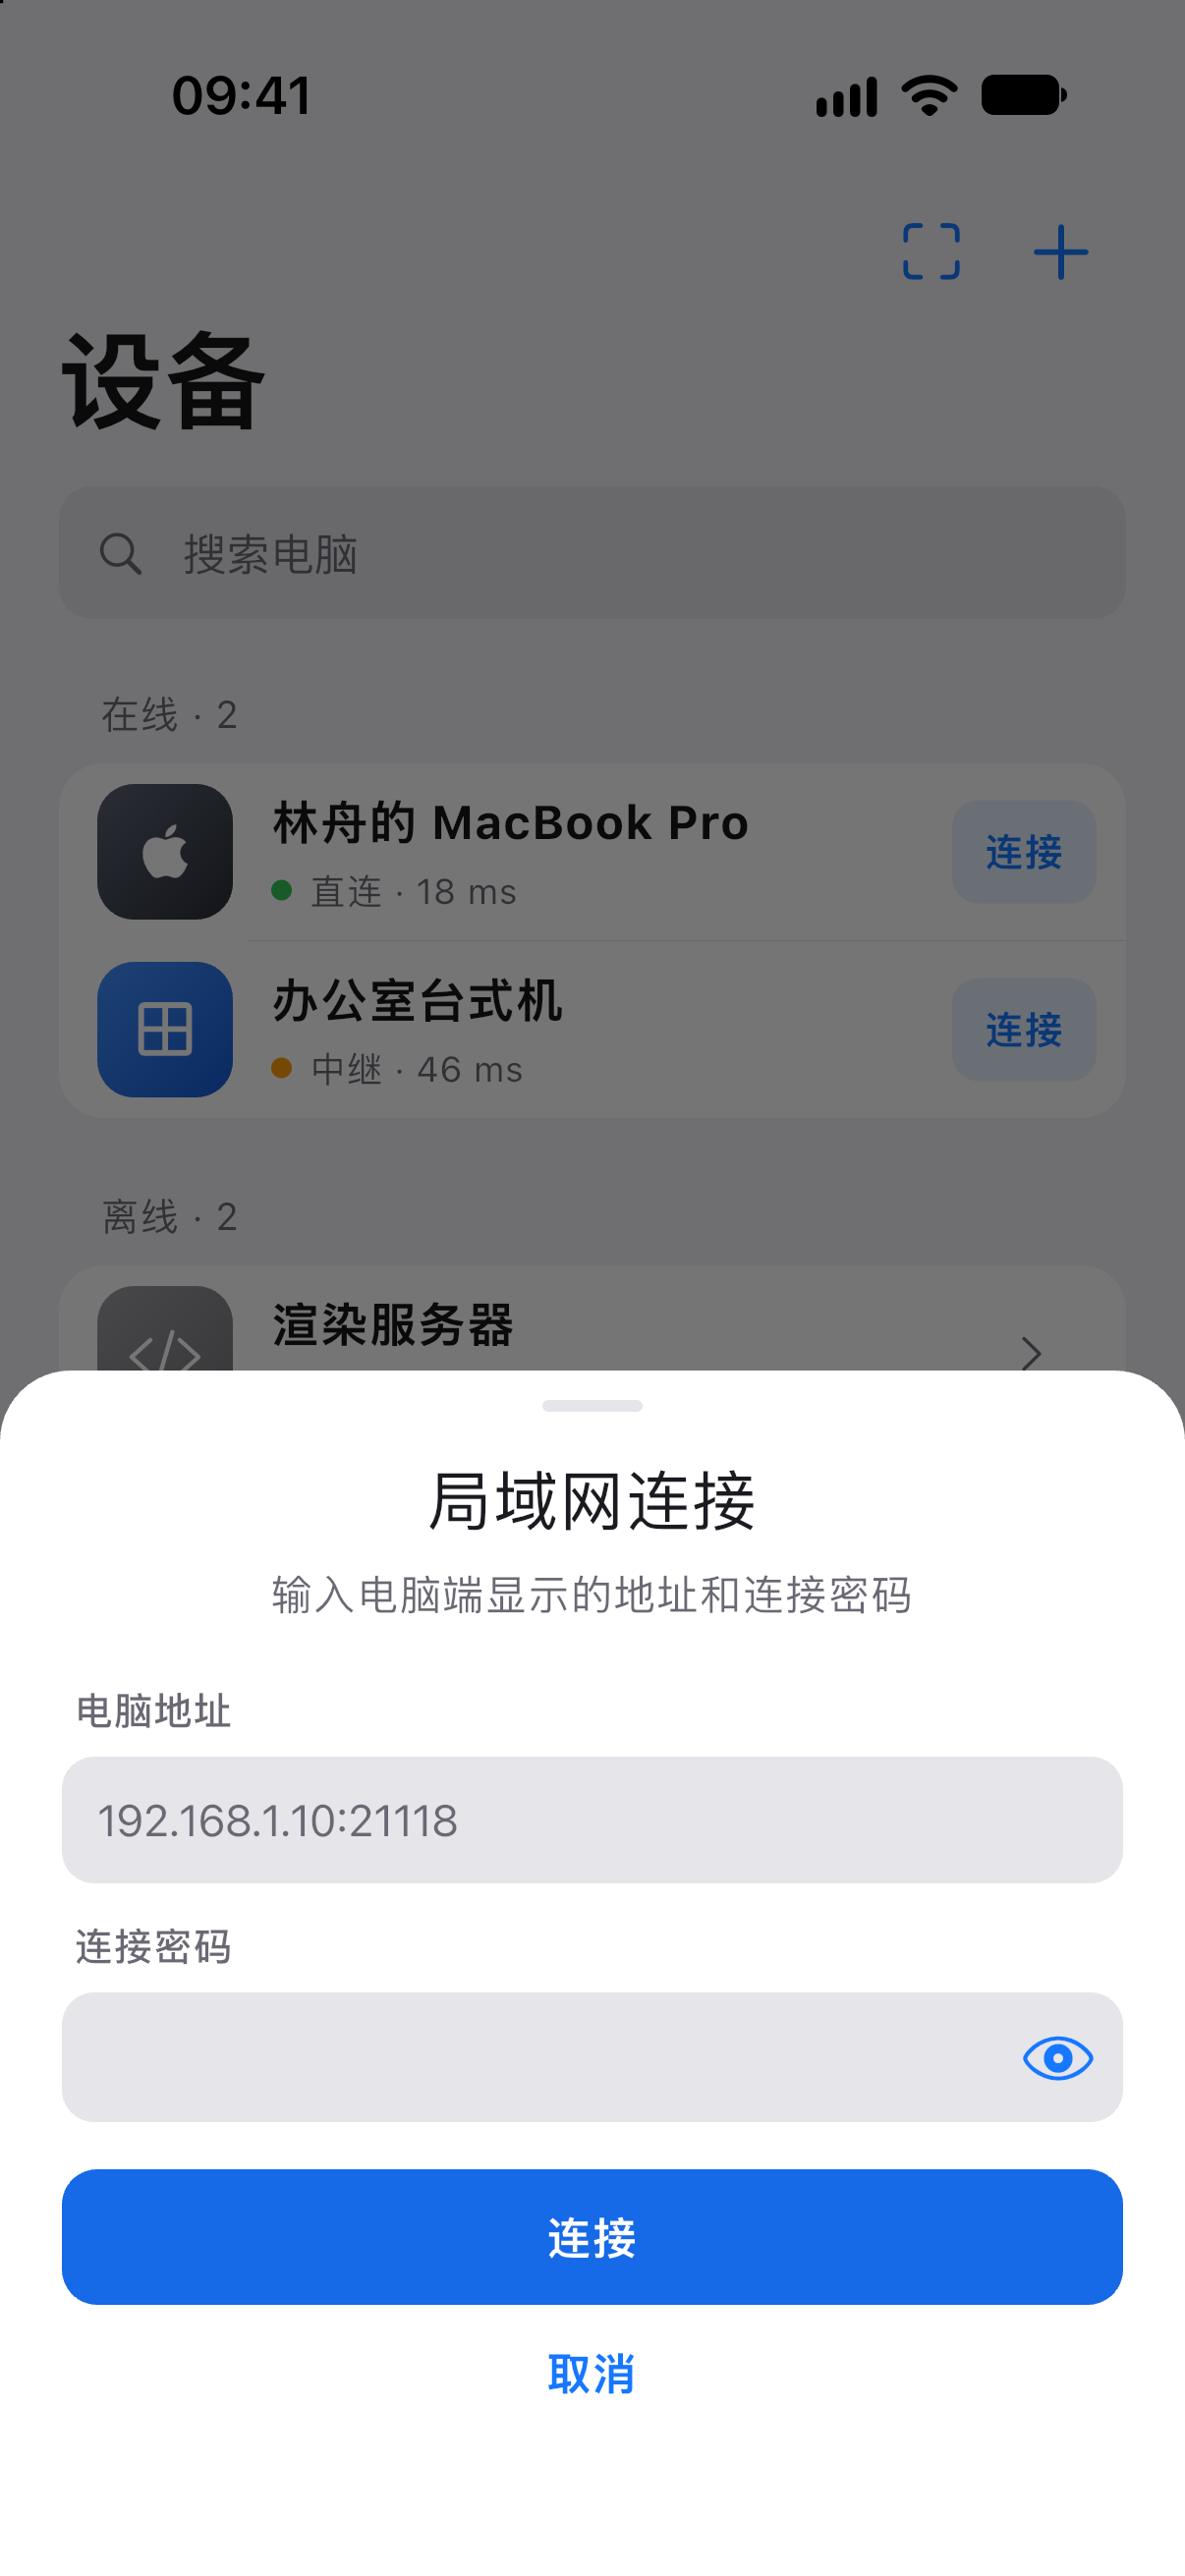 09:41
设备
搜索电脑
在线 · 2
林舟的 MacBook Pro
直连 · 18 ms
连接
办公室台式机
中继 · 46 ms
连接
离线 · 2
渲染服务器
局域网连接
输入电脑端显示的地址和连接密码
电脑地址
192.168.1.10:21118
连接密码
连接
取消